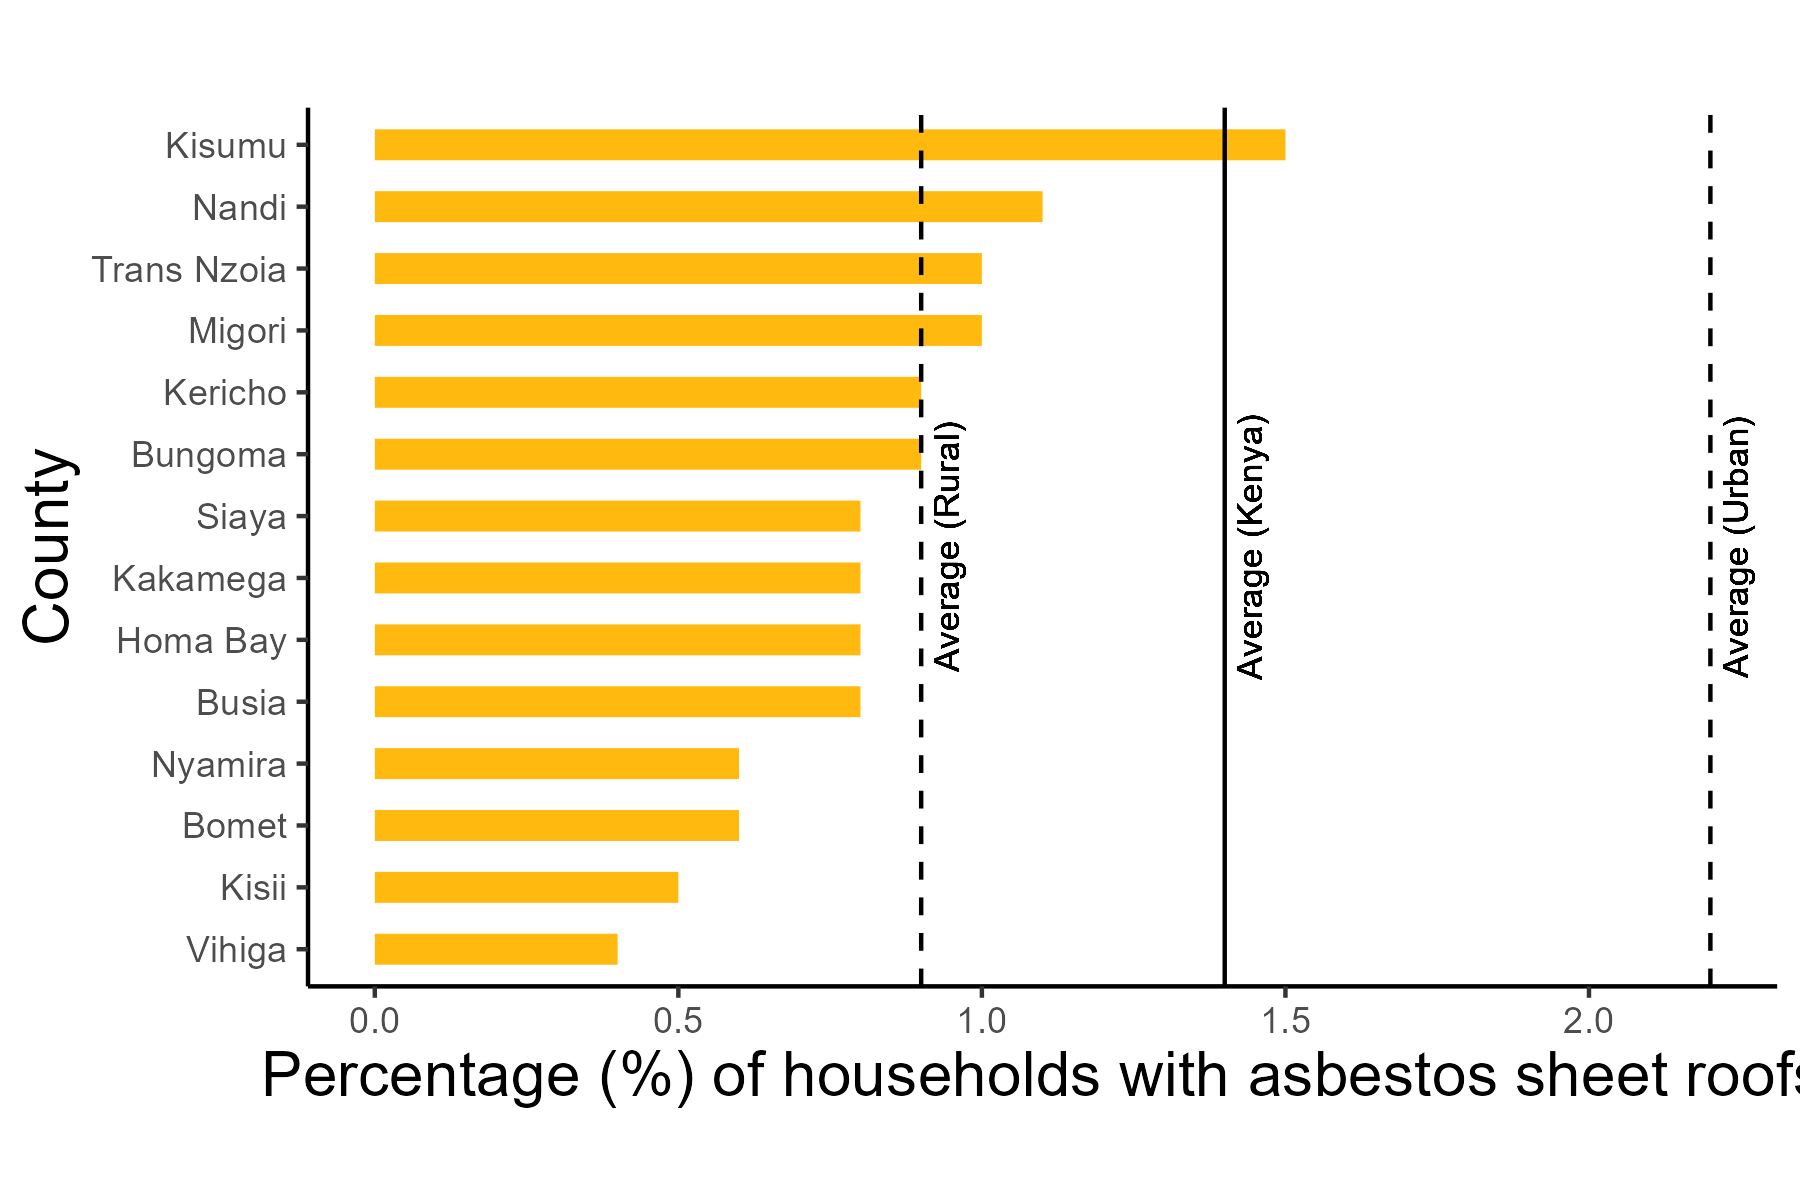 County
Kisumu
Nandi
Trans Nzoia
Migori
Kericho
Bungoma
Siaya
Kakamega
Homa Bay
Busia
Nyamira
Bomet
Kisii
Vihiga
Average (Rural)
Average (Kenya)
Average (Urban)
0.0 0.5 1.0 1.5 2.0
Percentage (%) of households with asbestos sheet roofs